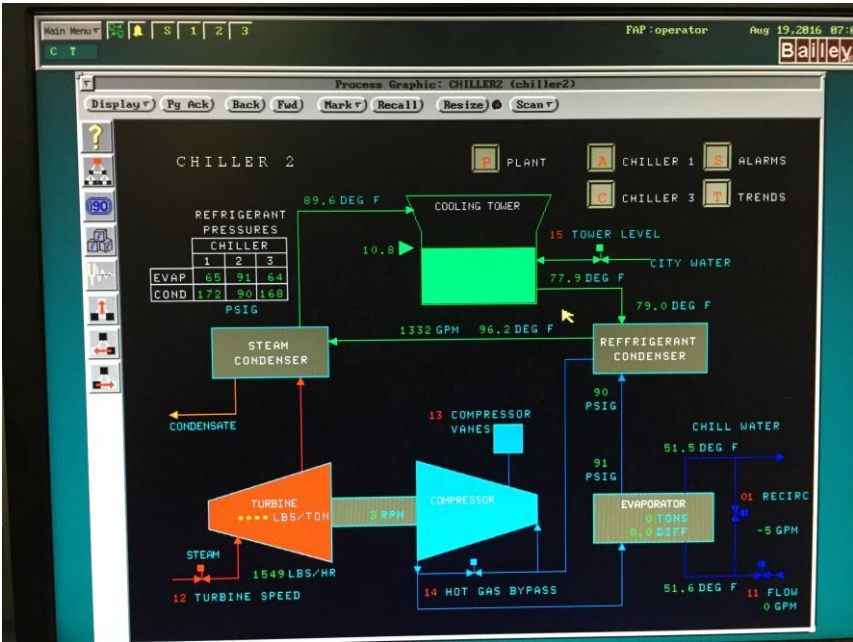 Main Menu S 1 2 3 FAP:operator Aug 19,2016 07:
C T
Bailey
Process Graphic: CHILLER2 (chiller2)
Display Pg Ack Back Fwd Mark Recall Resize Scan
?
i90
CHILLER 2
P PLANT
A CHILLER 1
S ALARMS
C CHILLER 3
T TRENDS
REFRIGERANT
PRESSURES
CHILLER
1 2 3
EVAP 65 91 64
COND 172 90 168
PSIG
89.6 DEG F
COOLING TOWER
10.8
15 TOWER LEVEL
CITY WATER
77.9 DEG F
79.0 DEG F
1332 GPM 96.2 DEG F
STEAM
CONDENSER
REFFRIGERANT
CONDENSER
CONDENSATE
90
PSIG
13 COMPRESSOR
VANES
CHILL WATER
51.5 DEG F
91
PSIG
TURBINE
**** LBS/TON
3 RPM
COMPRESSOR
EVAPORATOR
0 TONS
0.0 DIFF
01 RECIRC
-5 GPM
STEAM
1549 LBS/HR
12 TURBINE SPEED
14 HOT GAS BYPASS
51.6 DEG F
11 FLOW
0 GPM